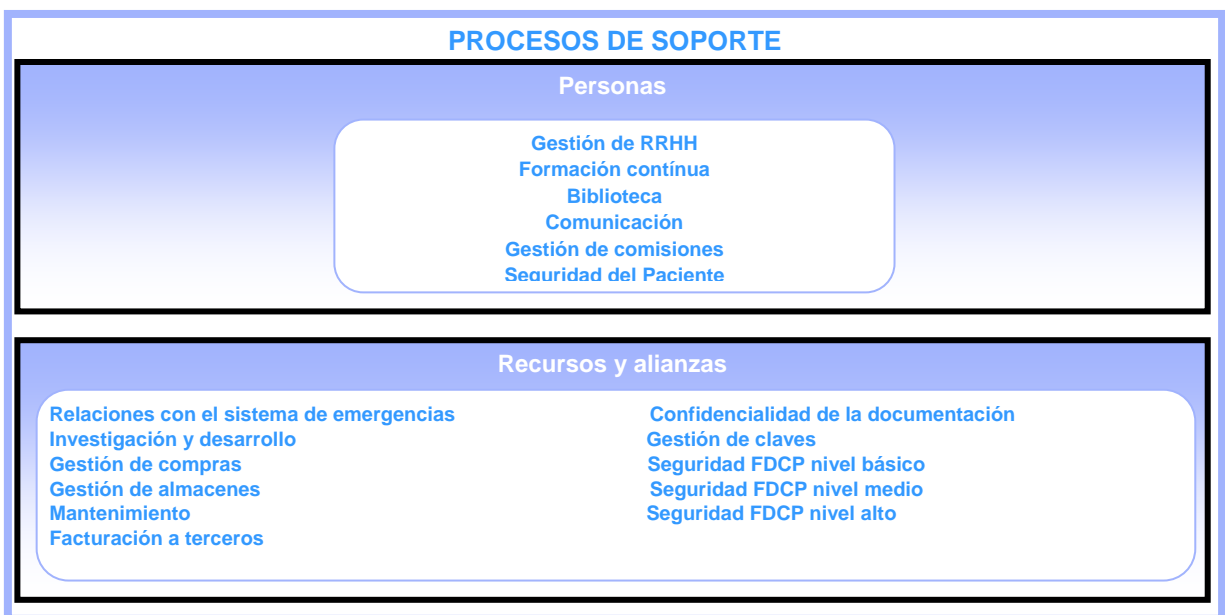 PROCESOS DE SOPORTE
Personas
Gestión de RRHH
Formación contínua
Biblioteca
Comunicación
Gestión de comisiones
Seguridad del Paciente
Recursos y alianzas
Relaciones con el sistema de emergencias
Investigación y desarrollo
Gestión de compras
Gestión de almacenes
Mantenimiento
Facturación a terceros
Confidencialidad de la documentación
Gestión de claves
Seguridad FDCP nivel básico
Seguridad FDCP nivel medio
Seguridad FDCP nivel alto